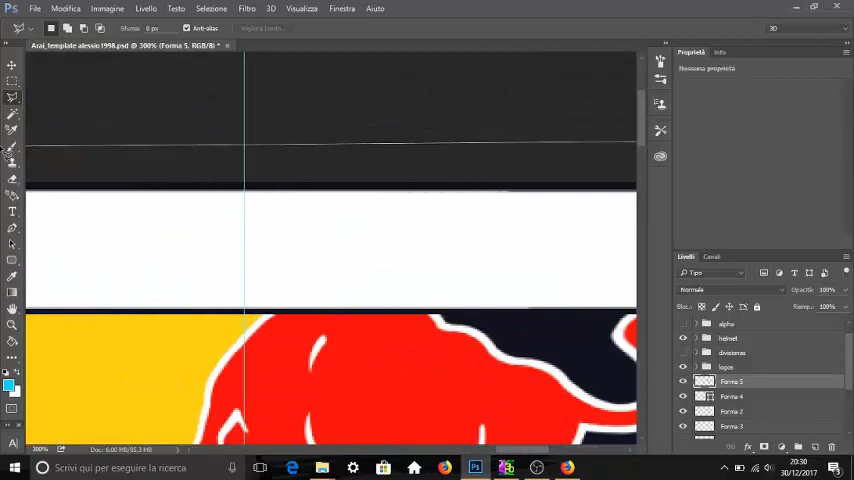 Ps File Modifica Immagine Livello Testo Selezione Filtro 3D Visualizza Finestra Aiuto
Sfuma: 0 px Anti-alias Migliora bordo... 3D
Arai_template alessio1998.psd @ 300% (Forma 5, RGB/8) * ×
Proprietà Info
Nessuna proprietà
Livelli Canali
Tipo
Normale Opacità: 100%
Bloc.: Riemp.: 100%
alpha
helmet
divisiones
logos
Forma 5
Forma 4
Forma 2
Forma 3
fx
300% Doc: 6,00 MB/85,3 MB
Scrivi qui per eseguire la ricerca
20:30
30/12/2017